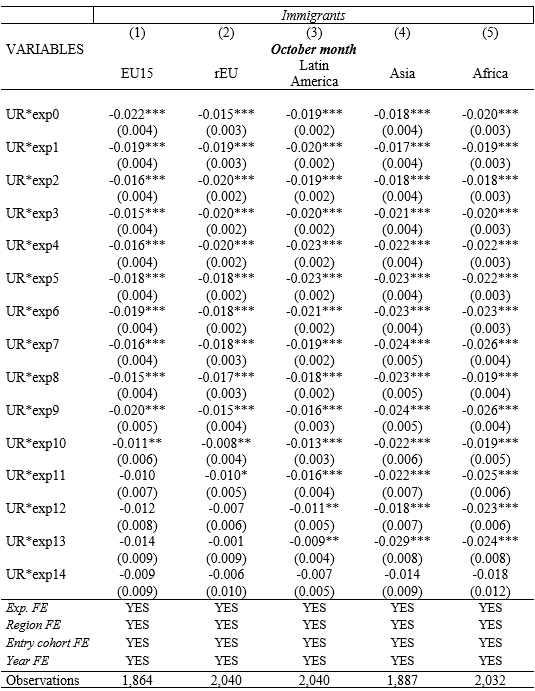 Immigrants
(1) (2) (3) (4) (5)
VARIABLES October month
EU15 rEU Latin America Asia Africa
UR*exp0 -0.022*** -0.015*** -0.019*** -0.018*** -0.020***
(0.004) (0.003) (0.002) (0.004) (0.003)
UR*exp1 -0.019*** -0.019*** -0.020*** -0.017*** -0.019***
(0.004) (0.003) (0.002) (0.004) (0.003)
UR*exp2 -0.016*** -0.020*** -0.019*** -0.018*** -0.018***
(0.004) (0.002) (0.002) (0.004) (0.003)
UR*exp3 -0.015*** -0.020*** -0.020*** -0.021*** -0.020***
(0.004) (0.002) (0.002) (0.004) (0.003)
UR*exp4 -0.016*** -0.020*** -0.023*** -0.022*** -0.022***
(0.004) (0.002) (0.002) (0.004) (0.003)
UR*exp5 -0.018*** -0.018*** -0.023*** -0.023*** -0.022***
(0.004) (0.002) (0.002) (0.004) (0.003)
UR*exp6 -0.019*** -0.018*** -0.021*** -0.023*** -0.023***
(0.004) (0.002) (0.002) (0.004) (0.003)
UR*exp7 -0.016*** -0.018*** -0.019*** -0.024*** -0.026***
(0.004) (0.003) (0.002) (0.005) (0.004)
UR*exp8 -0.015*** -0.017*** -0.018*** -0.023*** -0.019***
(0.004) (0.003) (0.002) (0.005) (0.004)
UR*exp9 -0.020*** -0.015*** -0.016*** -0.024*** -0.026***
(0.005) (0.004) (0.003) (0.005) (0.004)
UR*exp10 -0.011** -0.008** -0.013*** -0.022*** -0.019***
(0.006) (0.004) (0.003) (0.006) (0.005)
UR*exp11 -0.010 -0.010* -0.016*** -0.022*** -0.025***
(0.007) (0.005) (0.004) (0.007) (0.006)
UR*exp12 -0.012 -0.007 -0.011** -0.018*** -0.023***
(0.008) (0.006) (0.005) (0.007) (0.006)
UR*exp13 -0.014 -0.001 -0.009** -0.029*** -0.024***
(0.009) (0.009) (0.004) (0.008) (0.008)
UR*exp14 -0.009 -0.006 -0.007 -0.014 -0.018
(0.009) (0.010) (0.005) (0.009) (0.012)
Exp. FE YES YES YES YES YES
Region FE YES YES YES YES YES
Entry cohort FE YES YES YES YES YES
Year FE YES YES YES YES YES
Observations 1,864 2,040 2,040 1,887 2,032